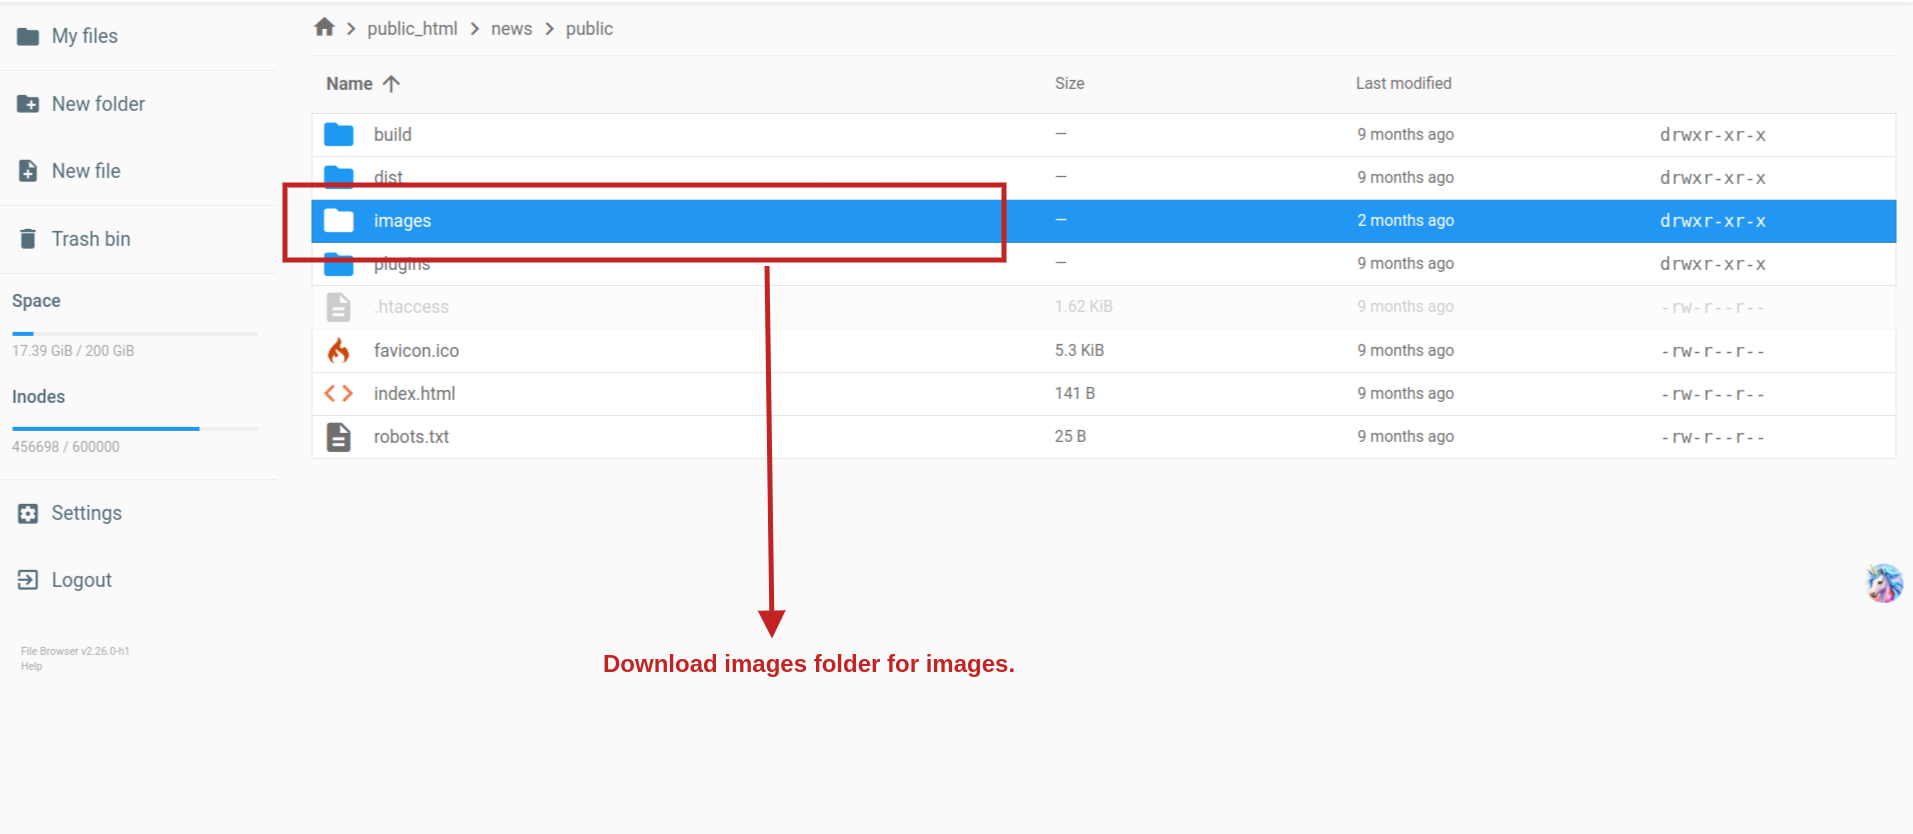 My files
New folder
New file
Trash bin
Space
17.39 GiB / 200 GiB
Inodes
456698 / 600000
Settings
Logout
File Browser v2.26.0-h1
Help
public_html news public
Name Size Last modified
build — 9 months ago drwxr-xr-x
dist — 9 months ago drwxr-xr-x
images — 2 months ago drwxr-xr-x
plugins — 9 months ago drwxr-xr-x
.htaccess 1.62 KiB 9 months ago -rw-r--r--
favicon.ico 5.3 KiB 9 months ago -rw-r--r--
index.html 141 B 9 months ago -rw-r--r--
robots.txt 25 B 9 months ago -rw-r--r--
Download images folder for images.